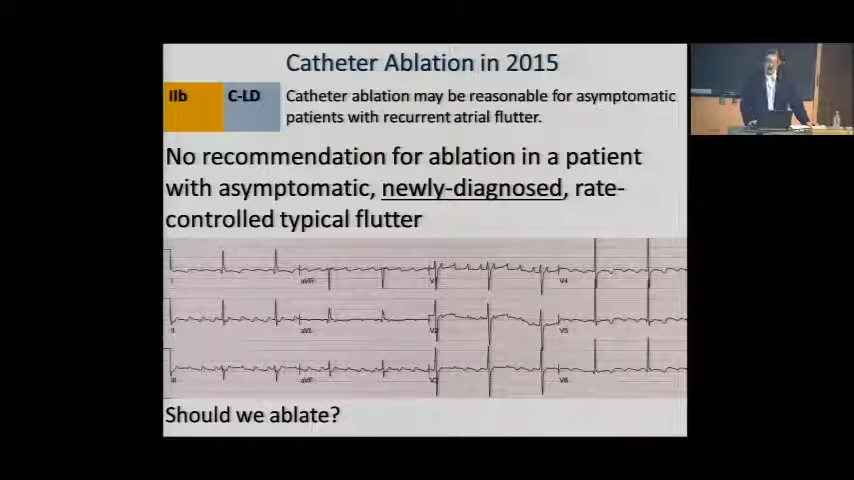 Catheter Ablation in 2015
IIb
C-LD
Catheter ablation may be reasonable for asymptomatic
patients with recurrent atrial flutter.
No recommendation for ablation in a patient
with asymptomatic, newly-diagnosed, rate-
controlled typical flutter
I
aVR
V1
V4
II
aVL
V2
V5
III
aVF
V3
V6
Should we ablate?